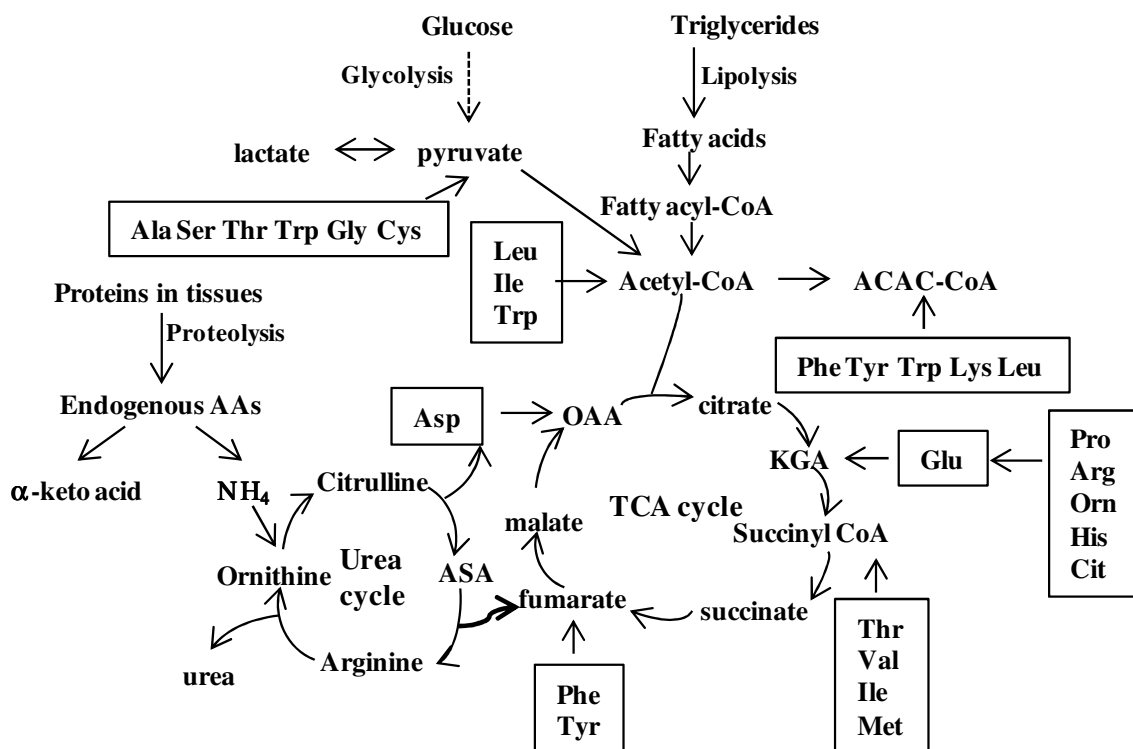 Glucose
Triglycerides
Glycolysis
Lipolysis
Fatty acids
lactate
pyruvate
Fatty acyl-CoA
Ala Ser Thr Trp Gly Cys
Leu
Ile
Trp
Acetyl-CoA
ACAC-CoA
Proteins in tissues
Proteolysis
Phe Tyr Trp Lys Leu
Endogenous AAs
Asp
OAA
citrate
KGA
Glu
Pro
Arg
Orn
His
Cit
α-keto acid
NH₄
Citrulline
malate
TCA cycle
Succinyl CoA
Ornithine
Urea
cycle
ASA
fumarate
succinate
urea
Arginine
Phe
Tyr
Thr
Val
Ile
Met